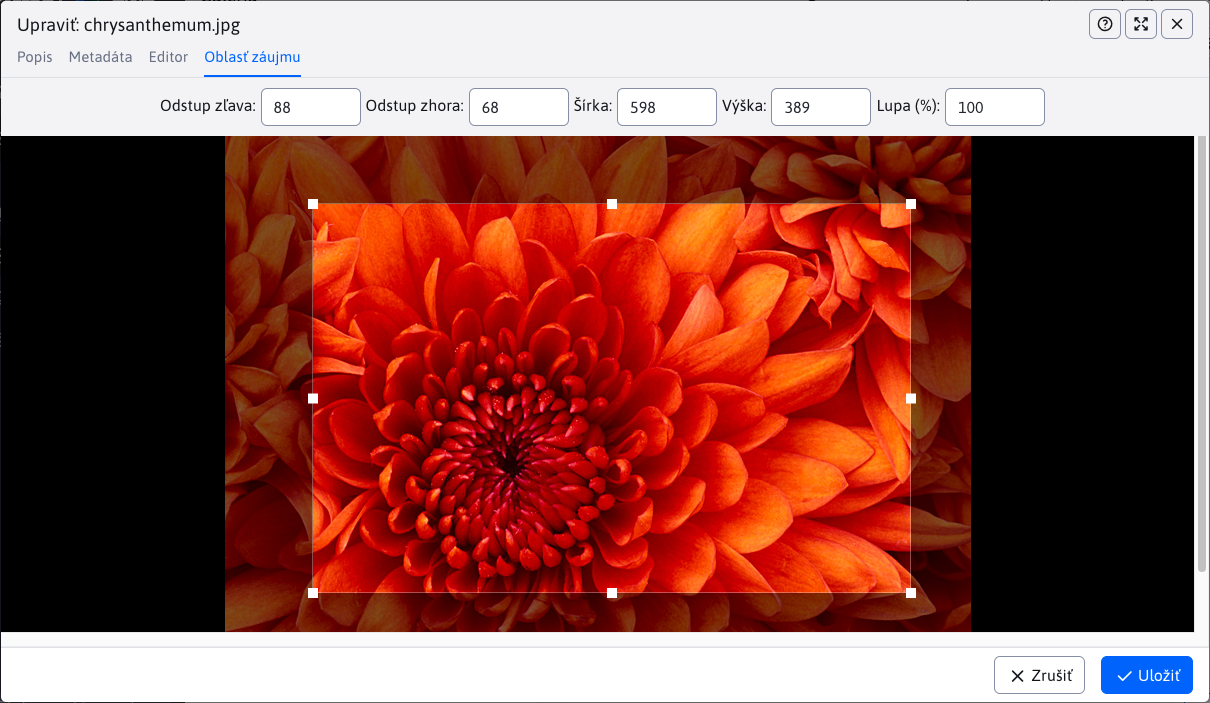 Upraviť: chrysanthemum.jpg
Popis Metadáta Editor Oblasť záujmu
Odstup zľava: 88 Odstup zhora: 68 Šírka: 598 Výška: 389 Lupa (%): 100
Zrušiť Uložiť